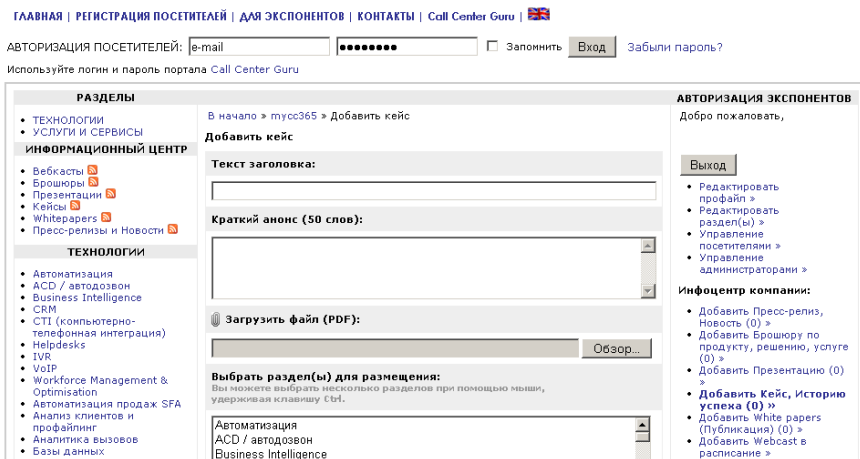 ГЛАВНАЯ | РЕГИСТРАЦИЯ ПОСЕТИТЕЛЕЙ | ДЛЯ ЭКСПОНЕНТОВ | КОНТАКТЫ | Call Center Guru |
АВТОРИЗАЦИЯ ПОСЕТИТЕЛЕЙ: e-mail ●●●●●●●● Запомнить Вход Забыли пароль?
Используйте логин и пароль портала Call Center Guru
РАЗДЕЛЫ
ТЕХНОЛОГИИ
УСЛУГИ И СЕРВИСЫ
ИНФОРМАЦИОННЫЙ ЦЕНТР
Вебкасты
Брошюры
Презентации
Кейсы
Whitepapers
Пресс-релизы и Новости
ТЕХНОЛОГИИ
Автоматизация
ACD / автодозвон
Business Intelligence
CRM
CTI (компьютерно-
телефонная интеграция)
Helpdesks
IVR
VoIP
Workforce Management &
Optimisation
Автоматизация продаж SFA
Анализ клиентов и
профайлинг
Аналитика вызовов
Базы данных
В начало » mycc365 » Добавить кейс
Добавить кейс
Текст заголовка:
Краткий анонс (50 слов):
Загрузить файл (PDF):
Обзор...
Выбрать раздел(ы) для размещения:
Вы можете выбрать несколько разделов при помощью мыши,
удерживая клавишу Ctrl.
Автоматизация
ACD / автодозвон
Business Intelligence
АВТОРИЗАЦИЯ ЭКСПОНЕНТОВ
Добро пожаловать,
Выход
Редактировать
профайл »
Редактировать
раздел(ы) »
Управление
посетителями »
Управление
администраторами »
Инфоцентр компании:
Добавить Пресс-релиз,
Новость (0) »
Добавить Брошюру по
продукту, решению, услуге
(0) »
Добавить Презентацию (0)
»
Добавить Кейс, Историю
успеха (0) »
Добавить White papers
(Публикация) (0) »
Добавить Webcast в
расписание »